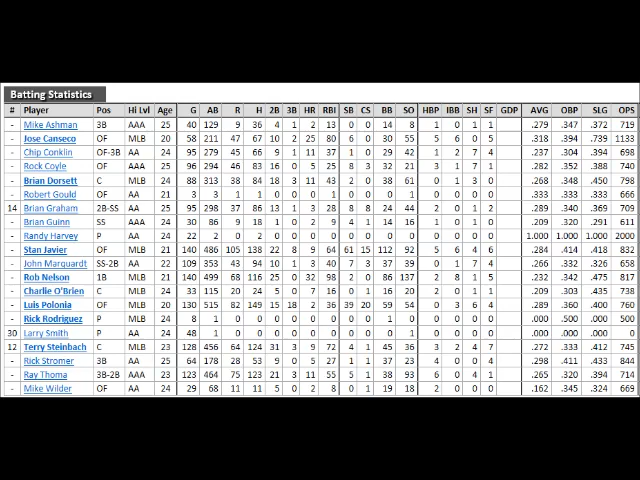 Batting Statistics
# Player Pos Hi Lvl Age G AB R H 2B 3B HR RBI SB CS BB SO HBP IBB SH SF GDP AVG OBP SLG OPS
- Mike Ashman 3B AAA 25 40 129 9 36 4 1 2 13 0 0 14 8 1 0 1 1 .279 .347 .372 719
- Jose Canseco OF MLB 20 58 211 47 67 10 2 25 80 6 0 30 55 5 6 0 5 .318 .394 .739 1133
- Chip Conklin OF-3B AA 24 95 279 45 66 9 1 11 37 1 0 29 42 1 2 7 4 .237 .304 .394 698
- Rock Coyle OF AAA 25 96 294 46 83 16 0 5 25 8 3 32 21 3 1 7 1 .282 .352 .388 740
- Brian Dorsett C MLB 24 88 313 38 84 18 3 11 43 2 0 38 61 0 1 3 0 .268 .348 .450 798
- Robert Gould OF AA 21 3 3 1 1 0 0 0 1 0 0 0 1 0 0 0 0 .333 .333 .333 666
14 Brian Graham 2B-SS AA 25 95 298 37 86 13 1 3 28 8 8 24 44 2 0 1 2 .289 .340 .369 709
- Brian Guinn SS AAA 24 30 86 9 18 1 0 2 9 4 1 14 16 1 0 1 0 .209 .320 .291 611
- Randy Harvey P AA 24 22 2 0 2 0 0 0 0 0 0 0 0 0 0 0 0 1.000 1.000 1.000 2000
- Stan Javier OF MLB 21 140 486 105 138 22 8 9 64 61 15 112 92 5 6 4 6 .284 .414 .418 832
- John Marquardt SS-2B AA 22 109 353 43 94 10 1 3 40 7 3 37 39 0 1 7 4 .266 .332 .326 658
- Rob Nelson 1B MLB 21 140 499 68 116 25 0 32 98 2 0 86 137 2 8 1 5 .232 .342 .475 817
- Charlie O'Brien C MLB 24 33 115 20 24 5 0 7 16 0 1 16 20 2 0 1 0 .209 .303 .435 738
- Luis Polonia OF MLB 20 130 515 82 149 15 18 2 36 39 20 59 54 0 3 6 4 .289 .360 .400 760
- Rick Rodriguez P MLB 24 8 1 0 0 0 0 0 0 0 0 1 0 0 0 0 0 .000 .500 .000 500
30 Larry Smith P AA 24 48 1 0 0 0 0 0 0 0 0 0 0 0 0 0 0 .000 .000 .000 0
12 Terry Steinbach C MLB 23 128 456 64 124 31 3 9 72 4 1 45 36 3 2 4 4 .272 .333 .412 745
- Rick Stromer 3B AA 25 64 178 28 53 9 0 5 27 1 1 37 23 4 0 0 4 .298 .411 .433 844
- Ray Thoma 3B-2B AAA 23 123 464 75 123 21 3 11 55 1 5 38 93 6 0 4 1 .265 .320 .394 714
- Mike Wilder OF AA 24 29 68 11 11 5 0 2 8 0 1 19 18 2 0 0 0 .162 .345 .324 669